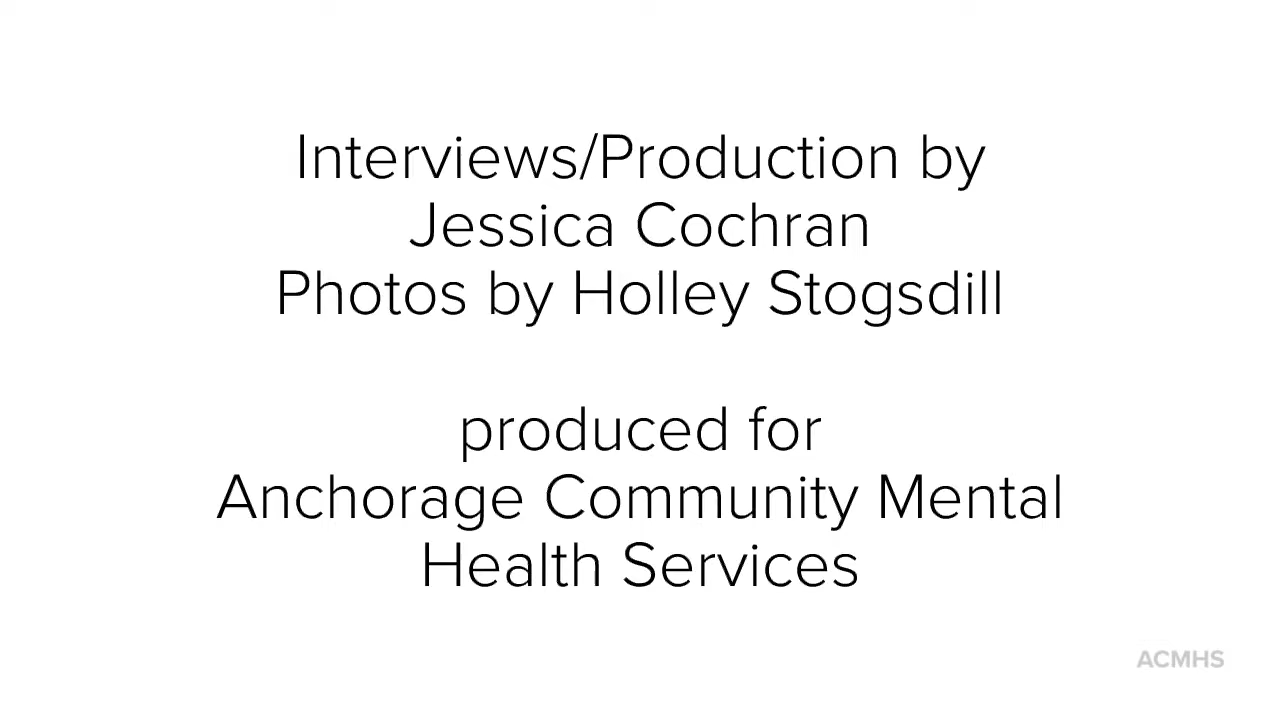 Interviews/Production by
Jessica Cochran
Photos by Holley Stogsdill
produced for
Anchorage Community Mental
Health Services
ACMHS